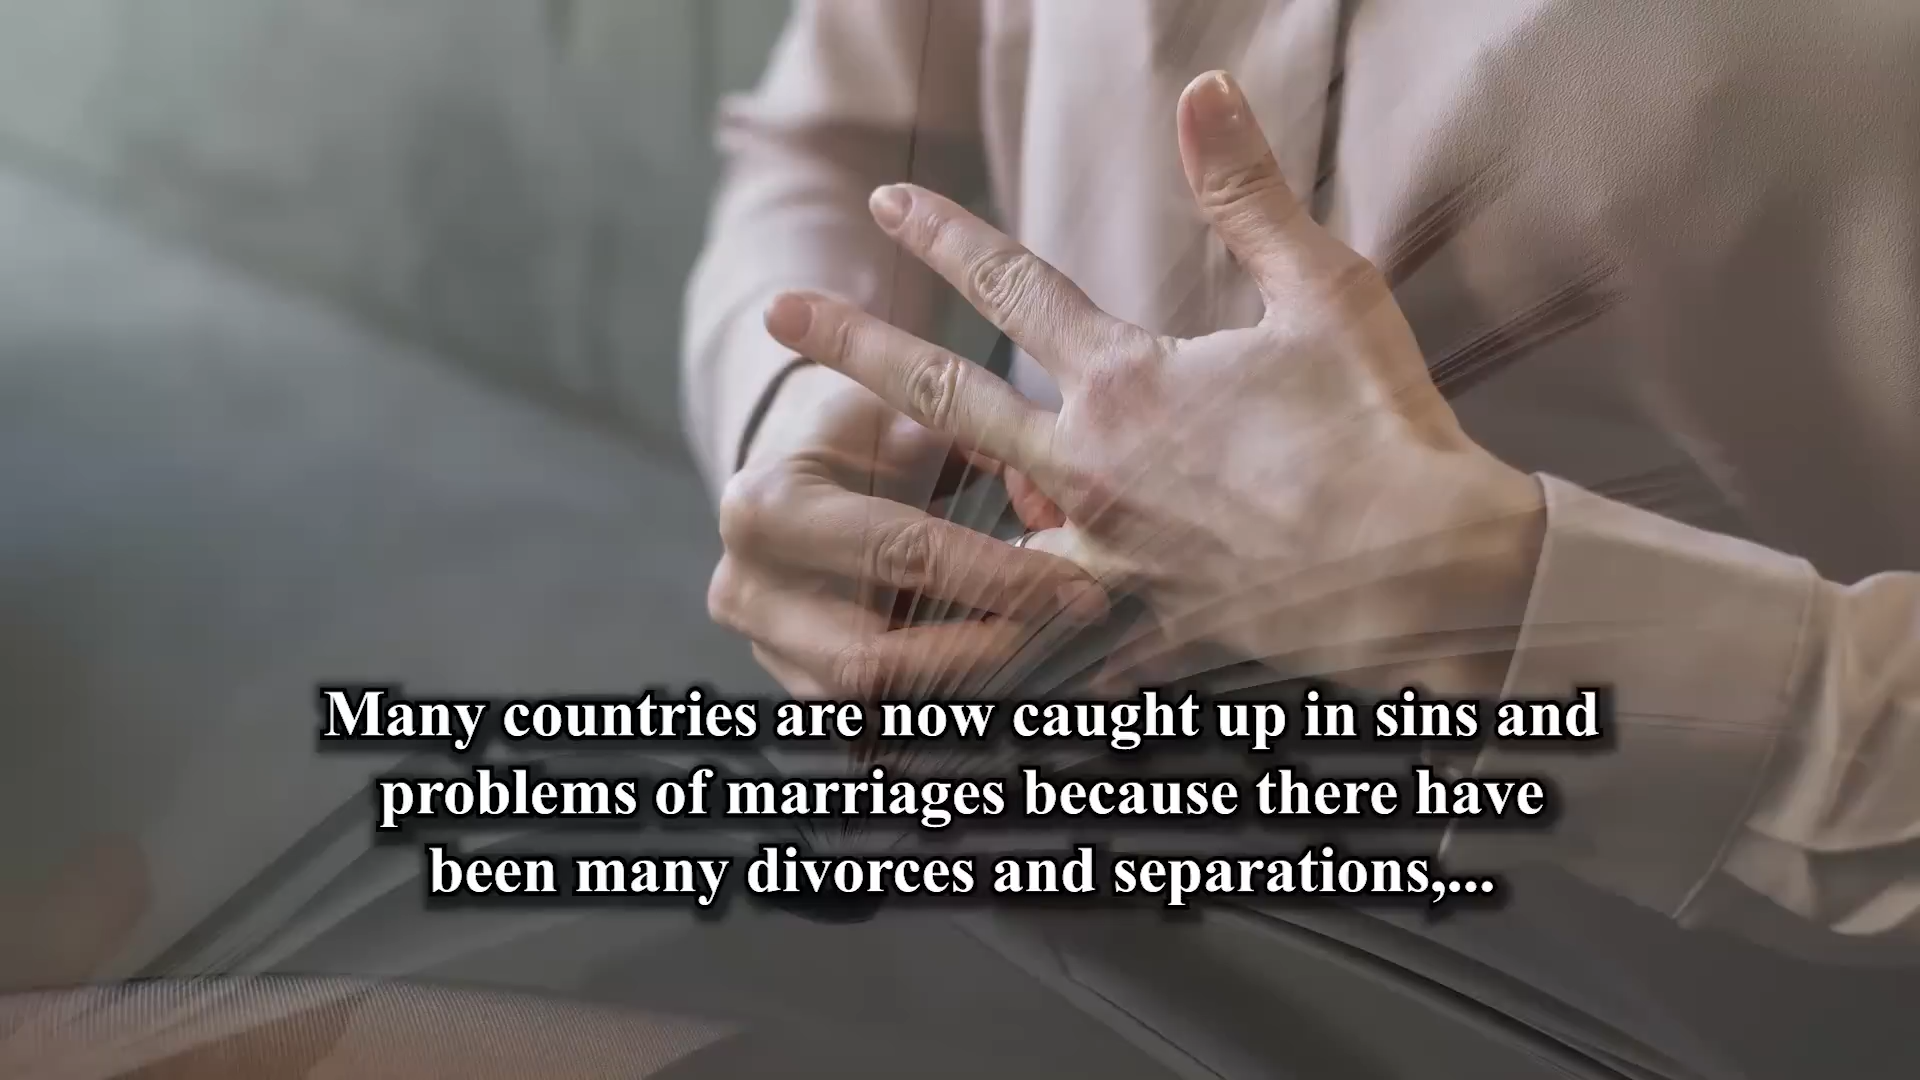 Many countries are now caught up in sins and
problems of marriages because there have
been many divorces and separations,...